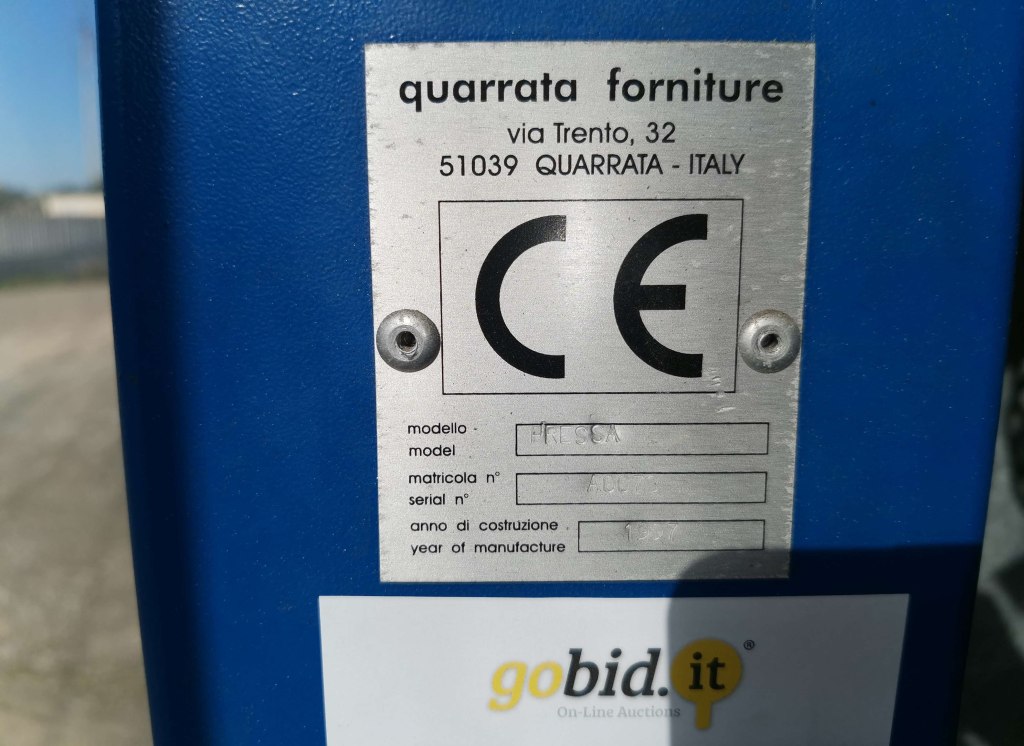 quarrata forniture
via Trento, 32
51039 QUARRATA - ITALY
CE
modello -
model
PRESSA
matricola n°
serial n°
anno di costruzione
year of manufacture
1997
gobid.it®
On-Line Auctions